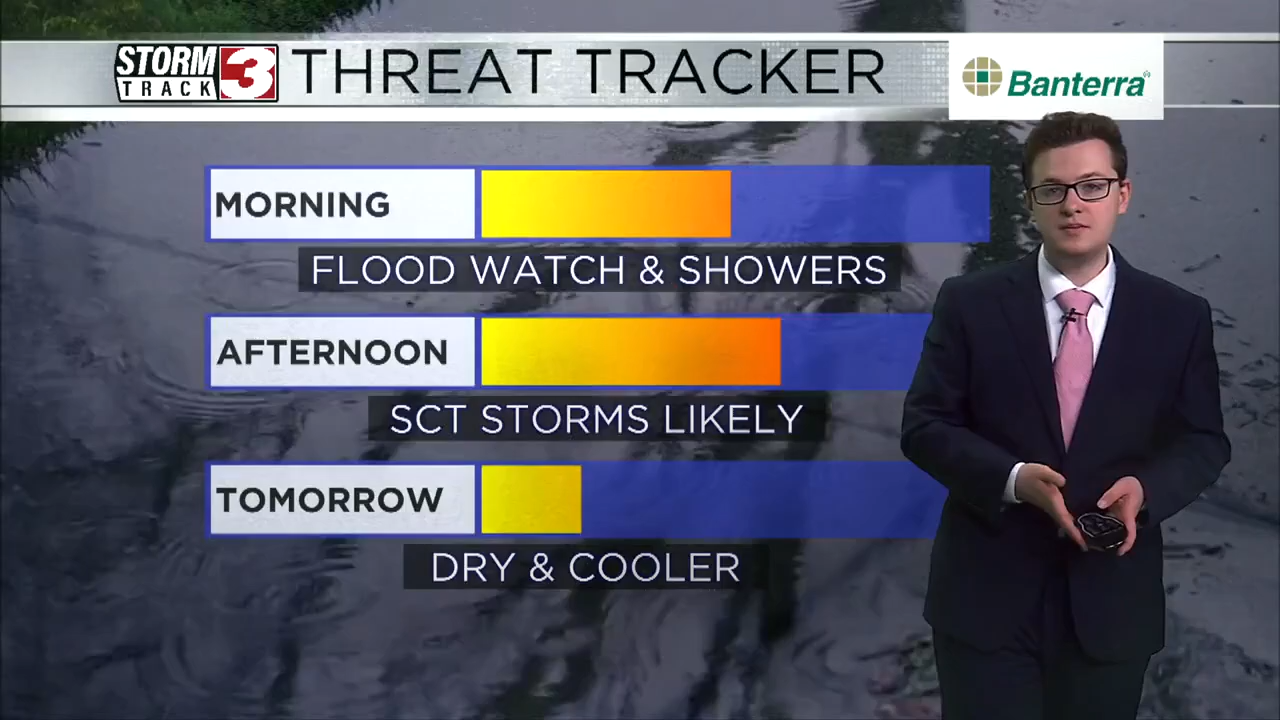 STORM
TRACK 3
THREAT TRACKER
Banterra
MORNING
FLOOD WATCH & SHOWERS
AFTERNOON
SCT STORMS LIKELY
TOMORROW
DRY & COOLER